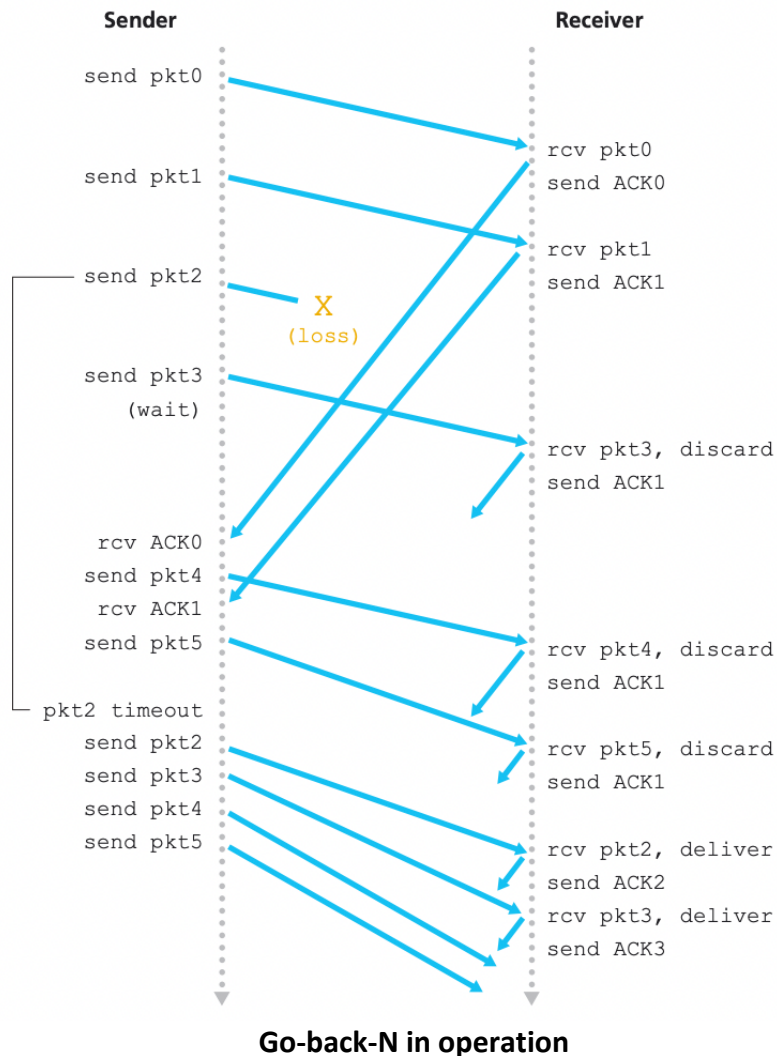 Sender
Receiver
send pkt0
rcv pkt0
send ACK0
send pkt1
rcv pkt1
send ACK1
send pkt2
X
(loss)
send pkt3
(wait)
rcv pkt3, discard
send ACK1
rcv ACK0
send pkt4
rcv ACK1
send pkt5
rcv pkt4, discard
send ACK1
pkt2 timeout
send pkt2
send pkt3
send pkt4
send pkt5
rcv pkt5, discard
send ACK1
rcv pkt2, deliver
send ACK2
rcv pkt3, deliver
send ACK3
Go-back-N in operation